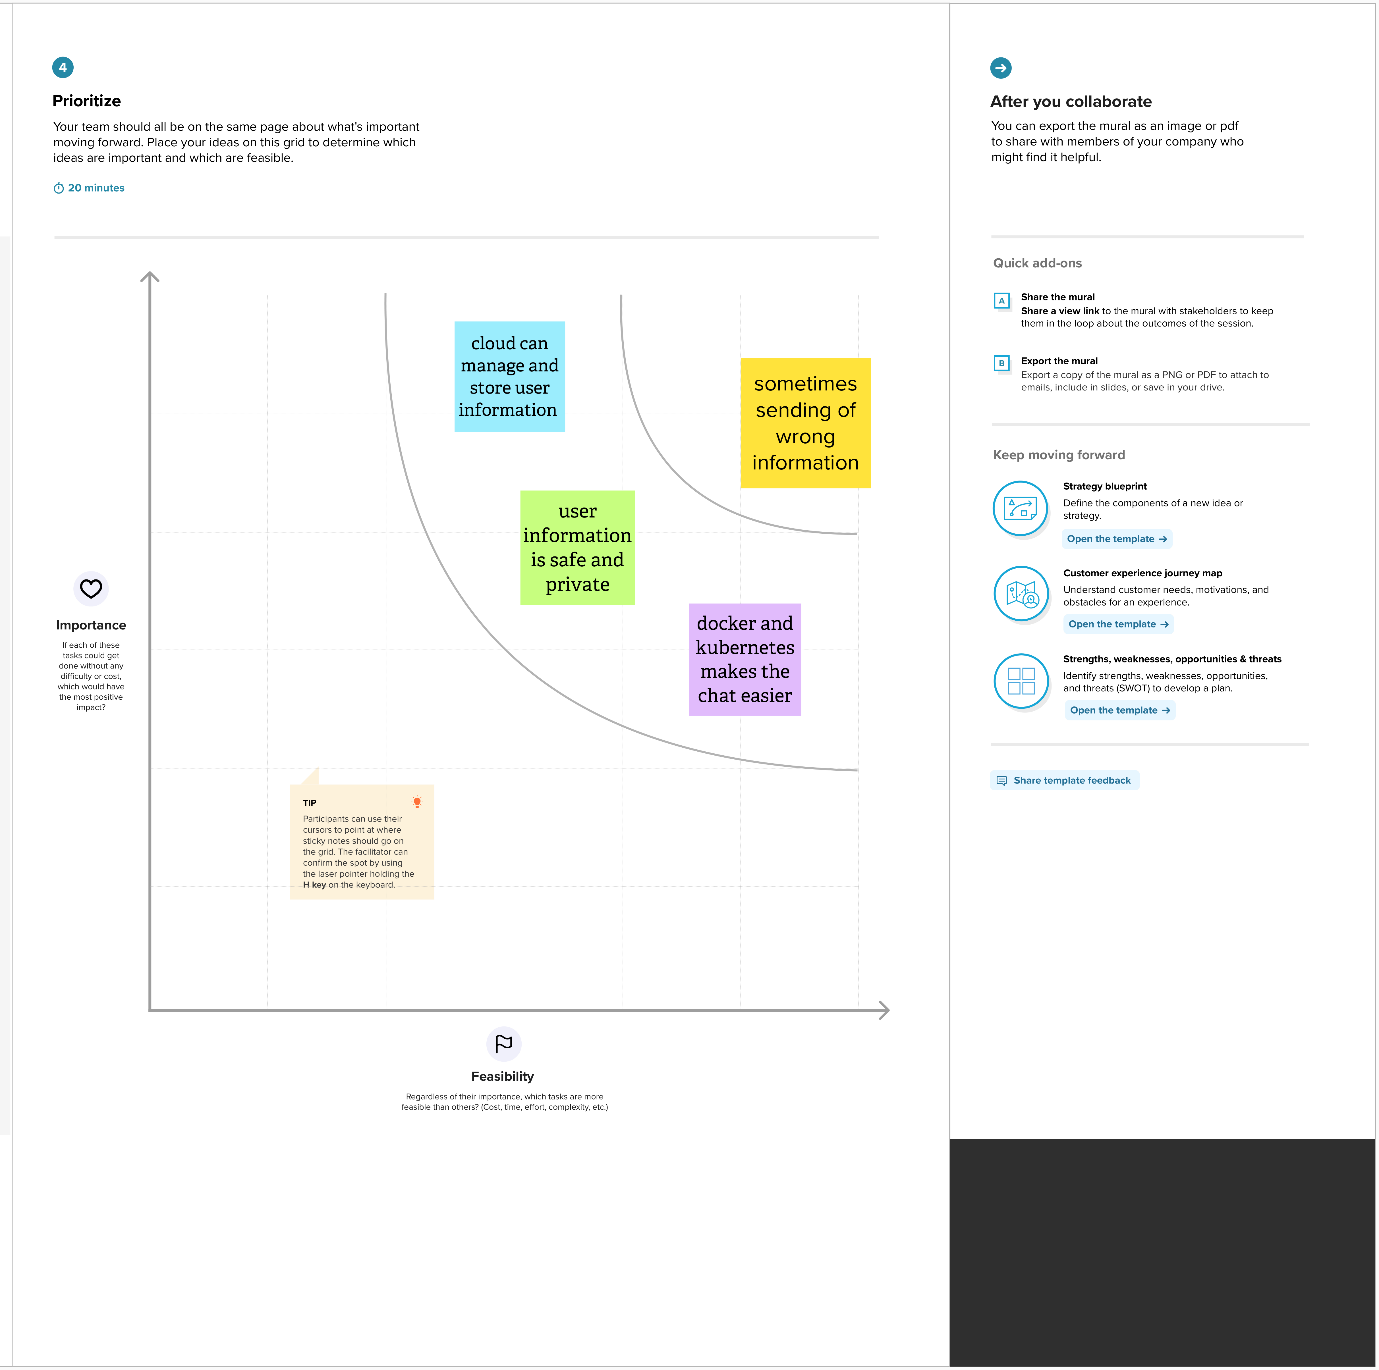 4
Prioritize
Your team should all be on the same page about what's important
moving forward. Place your ideas on this grid to determine which
ideas are important and which are feasible.
20 minutes
cloud can
manage and
store user
information
sometimes
sending of
wrong
information
user
information
is safe and
private
docker and
kubernetes
makes the
chat easier
Importance
If each of these
tasks could get
done without any
difficulty or cost,
which would have
the most positive
impact?
TIP
Participants can use their
cursors to point at where
sticky notes should go on
the grid. The facilitator can
confirm the spot by using
the laser pointer holding the
H key on the keyboard.
Feasibility
Regardless of their importance, which tasks are more
feasible than others? (Cost, time, effort, complexity, etc.)
After you collaborate
You can export the mural as an image or pdf
to share with members of your company who
might find it helpful.
Quick add-ons
A
Share the mural
Share a view link to the mural with stakeholders to keep
them in the loop about the outcomes of the session.
B
Export the mural
Export a copy of the mural as a PNG or PDF to attach to
emails, include in slides, or save in your drive.
Keep moving forward
Strategy blueprint
Define the components of a new idea or
strategy.
Open the template →
Customer experience journey map
Understand customer needs, motivations, and
obstacles for an experience.
Open the template →
Strengths, weaknesses, opportunities & threats
Identify strengths, weaknesses, opportunities,
and threats (SWOT) to develop a plan.
Open the template →
Share template feedback